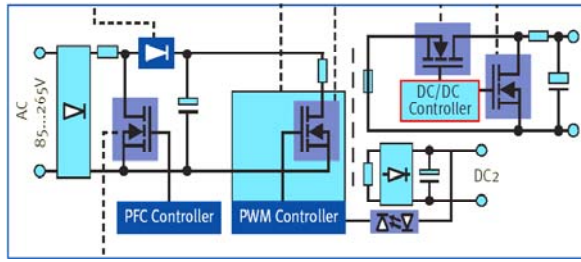 AC
85...265V
DC/DC
Controller
DC2
PFC Controller
PWM Controller